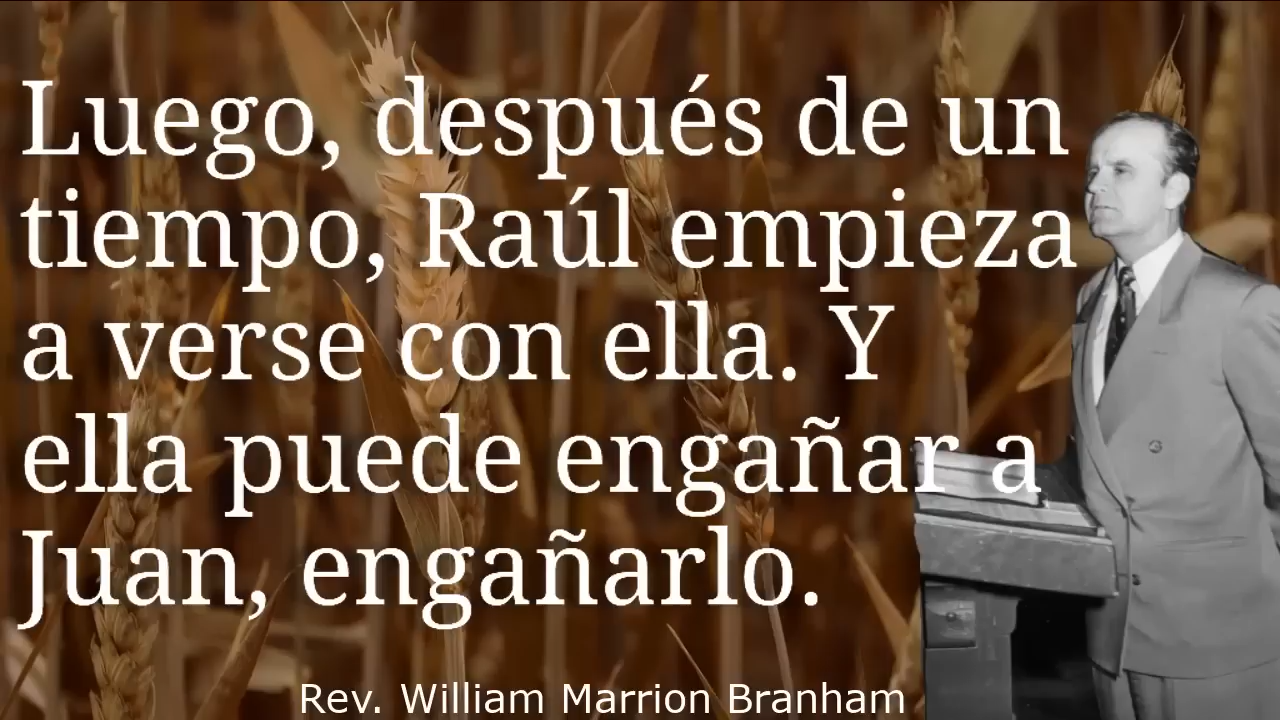 Luego, después de un
tiempo, Raúl empieza
a verse con ella. Y
ella puede engañar a
Juan, engañarlo.
Rev. William Marrion Branham